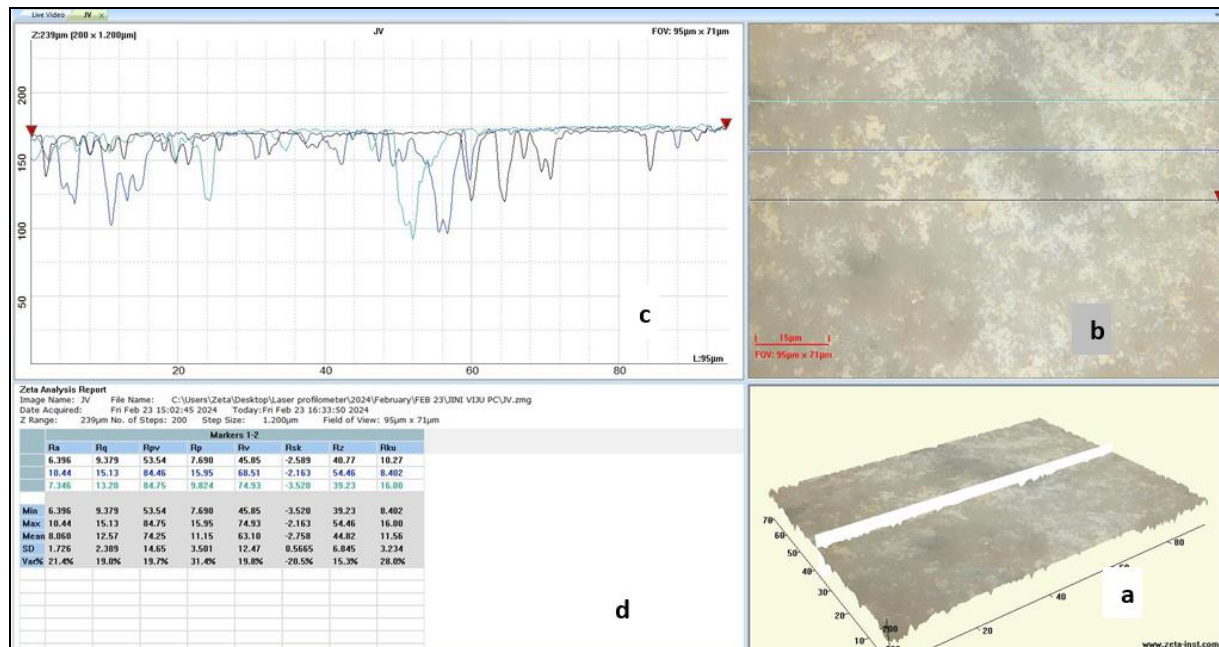 Live Video JV x
Z:239µm (200 x 1.200µm) JV FOV: 95µm x 71µm
200
150
100
50
20 40 60 80
L:95µm
c
15µm
FOV: 95µm x 71µm
b
Zeta Analysis Report
Image Name: JV File Name: C:\Users\Zeta\Desktop\Laser profilometer\2024\February\FEB 23\JINI VIJU PC\JV.zmg
Date Acquired: Fri Feb 23 15:02:45 2024 Today:Fri Feb 23 16:33:50 2024
Z Range: 239µm No. of Steps: 200 Step Size: 1.200µm Field of View: 95µm x 71µm
Markers 1-2
Ra Rq Rpv Rp Rv Rsk Rz Rku
6.396 9.379 53.54 7.690 45.85 -2.589 40.77 10.27
10.44 15.13 84.46 15.95 68.51 -2.163 54.46 8.402
7.346 13.20 84.75 9.824 74.93 -3.520 39.23 16.00
Min 6.396 9.379 53.54 7.690 45.85 -3.520 39.23 8.402
Max 10.44 15.13 84.75 15.95 74.93 -2.163 54.46 16.00
Mean 8.060 12.57 74.25 11.15 63.10 -2.758 44.82 11.56
SD 1.726 2.389 14.65 3.501 12.47 0.5665 6.845 3.234
Var% 21.4% 19.0% 19.7% 31.4% 19.8% -20.5% 15.3% 28.0%
d
70
60
50
40
30
20
10
200
20
40
80
a
www.zeta-inst.com